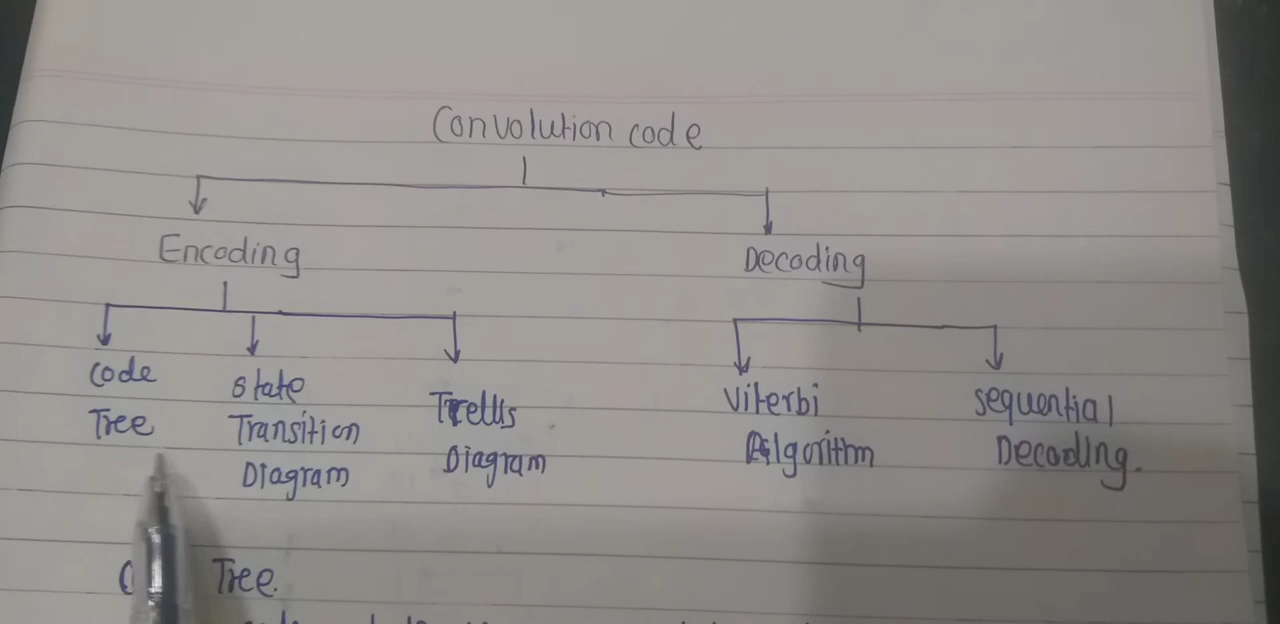 Convolution code
Encoding
Decoding
Code
Tree
State
Transition
Diagram
Trellis
Diagram
Viterbi
Algorithm
sequential
Decoding.
Tree.